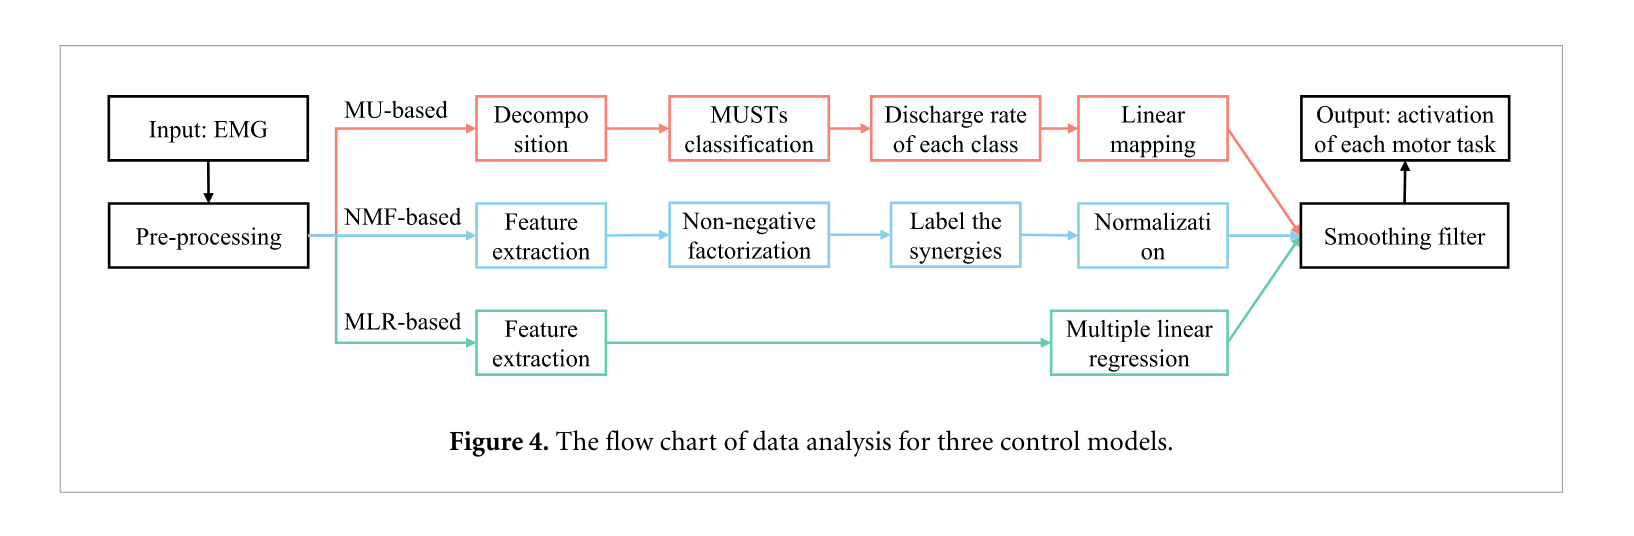 Input: EMG
Pre-processing
MU-based
Decompo
sition
MUSTs
classification
Discharge rate
of each class
Linear
mapping
NMF-based
Feature
extraction
Non-negative
factorization
Label the
synergies
Normalizati
on
MLR-based
Feature
extraction
Multiple linear
regression
Smoothing filter
Output: activation
of each motor task
Figure 4. The flow chart of data analysis for three control models.